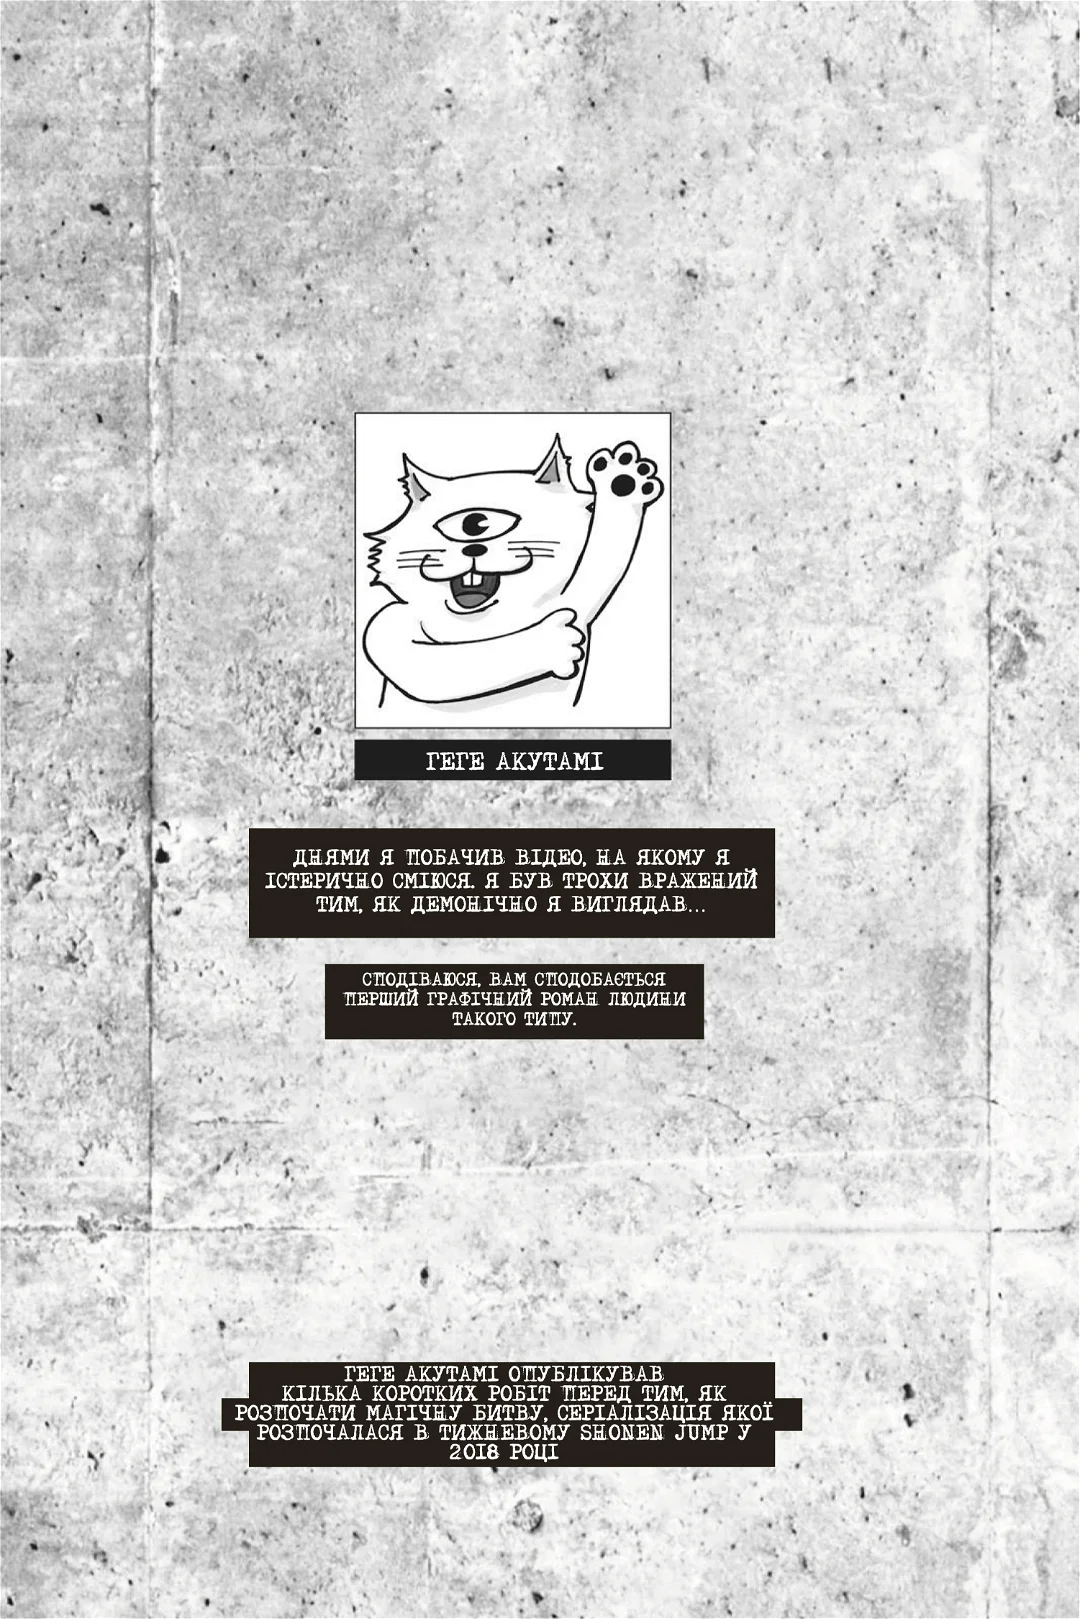 ГЕГЕ АКУТАМІ
ДНЯМИ Я ПОБАЧИВ ВІДЕО, НА ЯКОМУ Я
ІСТЕРИЧНО СМІЮСЯ. Я БУВ ТРОХИ ВРАЖЕНИЙ
ТИМ, ЯК ДЕМОНІЧНО Я ВИГЛЯДАВ...
СПОДІВАЮСЯ, ВАМ СПОДОБАЄТЬСЯ
ПЕРШИЙ ГРАФІЧНИЙ РОМАН ЛЮДИНИ
ТАКОГО ТИПУ.
ГЕГЕ АКУТАМІ ОПУБЛІКУВАВ
КІЛЬКА КОРОТКИХ РОБІТ ПЕРЕД ТИМ, ЯК
РОЗПОЧАТИ МАГІЧНУ БИТВУ, СЕРІАЛІЗАЦІЯ ЯКОЇ
РОЗПОЧАЛАСЯ В ТИЖНЕВОМУ SHONEN JUMP У
2018 РОЦІ